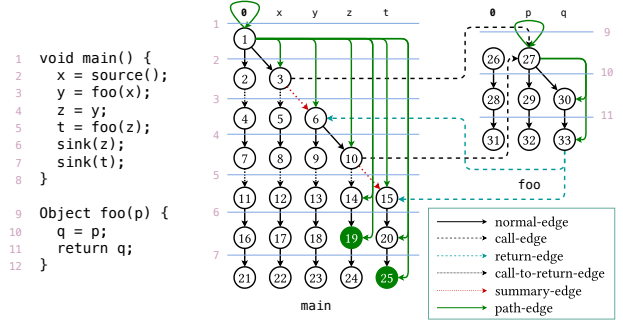 1 void main() {
2 x = source();
3 y = foo(x);
4 z = y;
5 t = foo(z);
6 sink(z);
7 sink(t);
8 }
9 Object foo(p) {
10 q = p;
11 return q;
12 }
0 x y z t
1
1
2
2 3
3
4 5 6
4
7 8 9 10
5
11 12 13 14 15
6
16 17 18 19 20
7
21 22 23 24 25
main
0 p q
9
26 27
10
28 29 30
11
31 32 33
foo
normal-edge
call-edge
return-edge
call-to-return-edge
summary-edge
path-edge